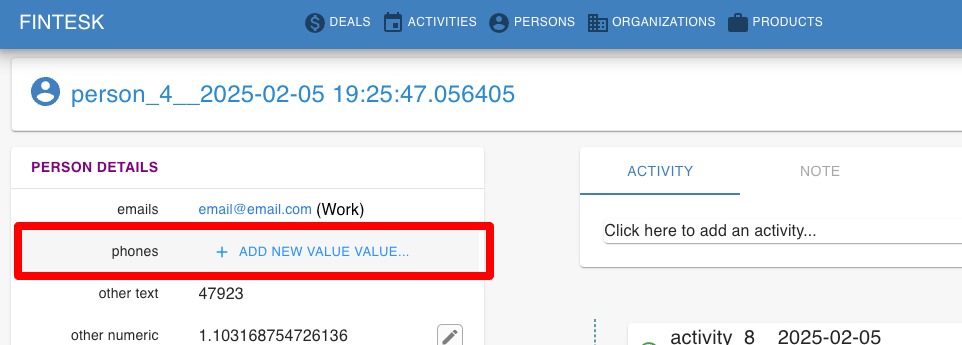 FINTESK DEALS ACTIVITIES PERSONS ORGANIZATIONS PRODUCTS
person_4__2025-02-05 19:25:47.056405
PERSON DETAILS
emails email@email.com (Work)
phones + ADD NEW VALUE VALUE...
other text 47923
other numeric 1.103168754726136
ACTIVITY NOTE
Click here to add an activity...
activity_8__2025-02-05